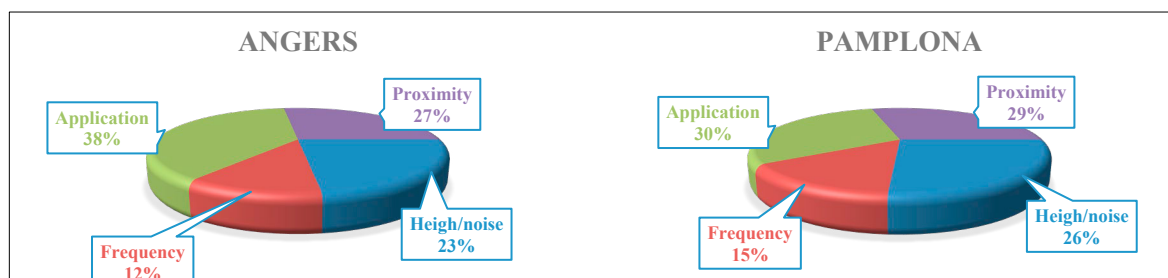 ANGERS
Application
38%
Proximity
27%
Frequency
12%
Heigh/noise
23%
PAMPLONA
Application
30%
Proximity
29%
Frequency
15%
Heigh/noise
26%